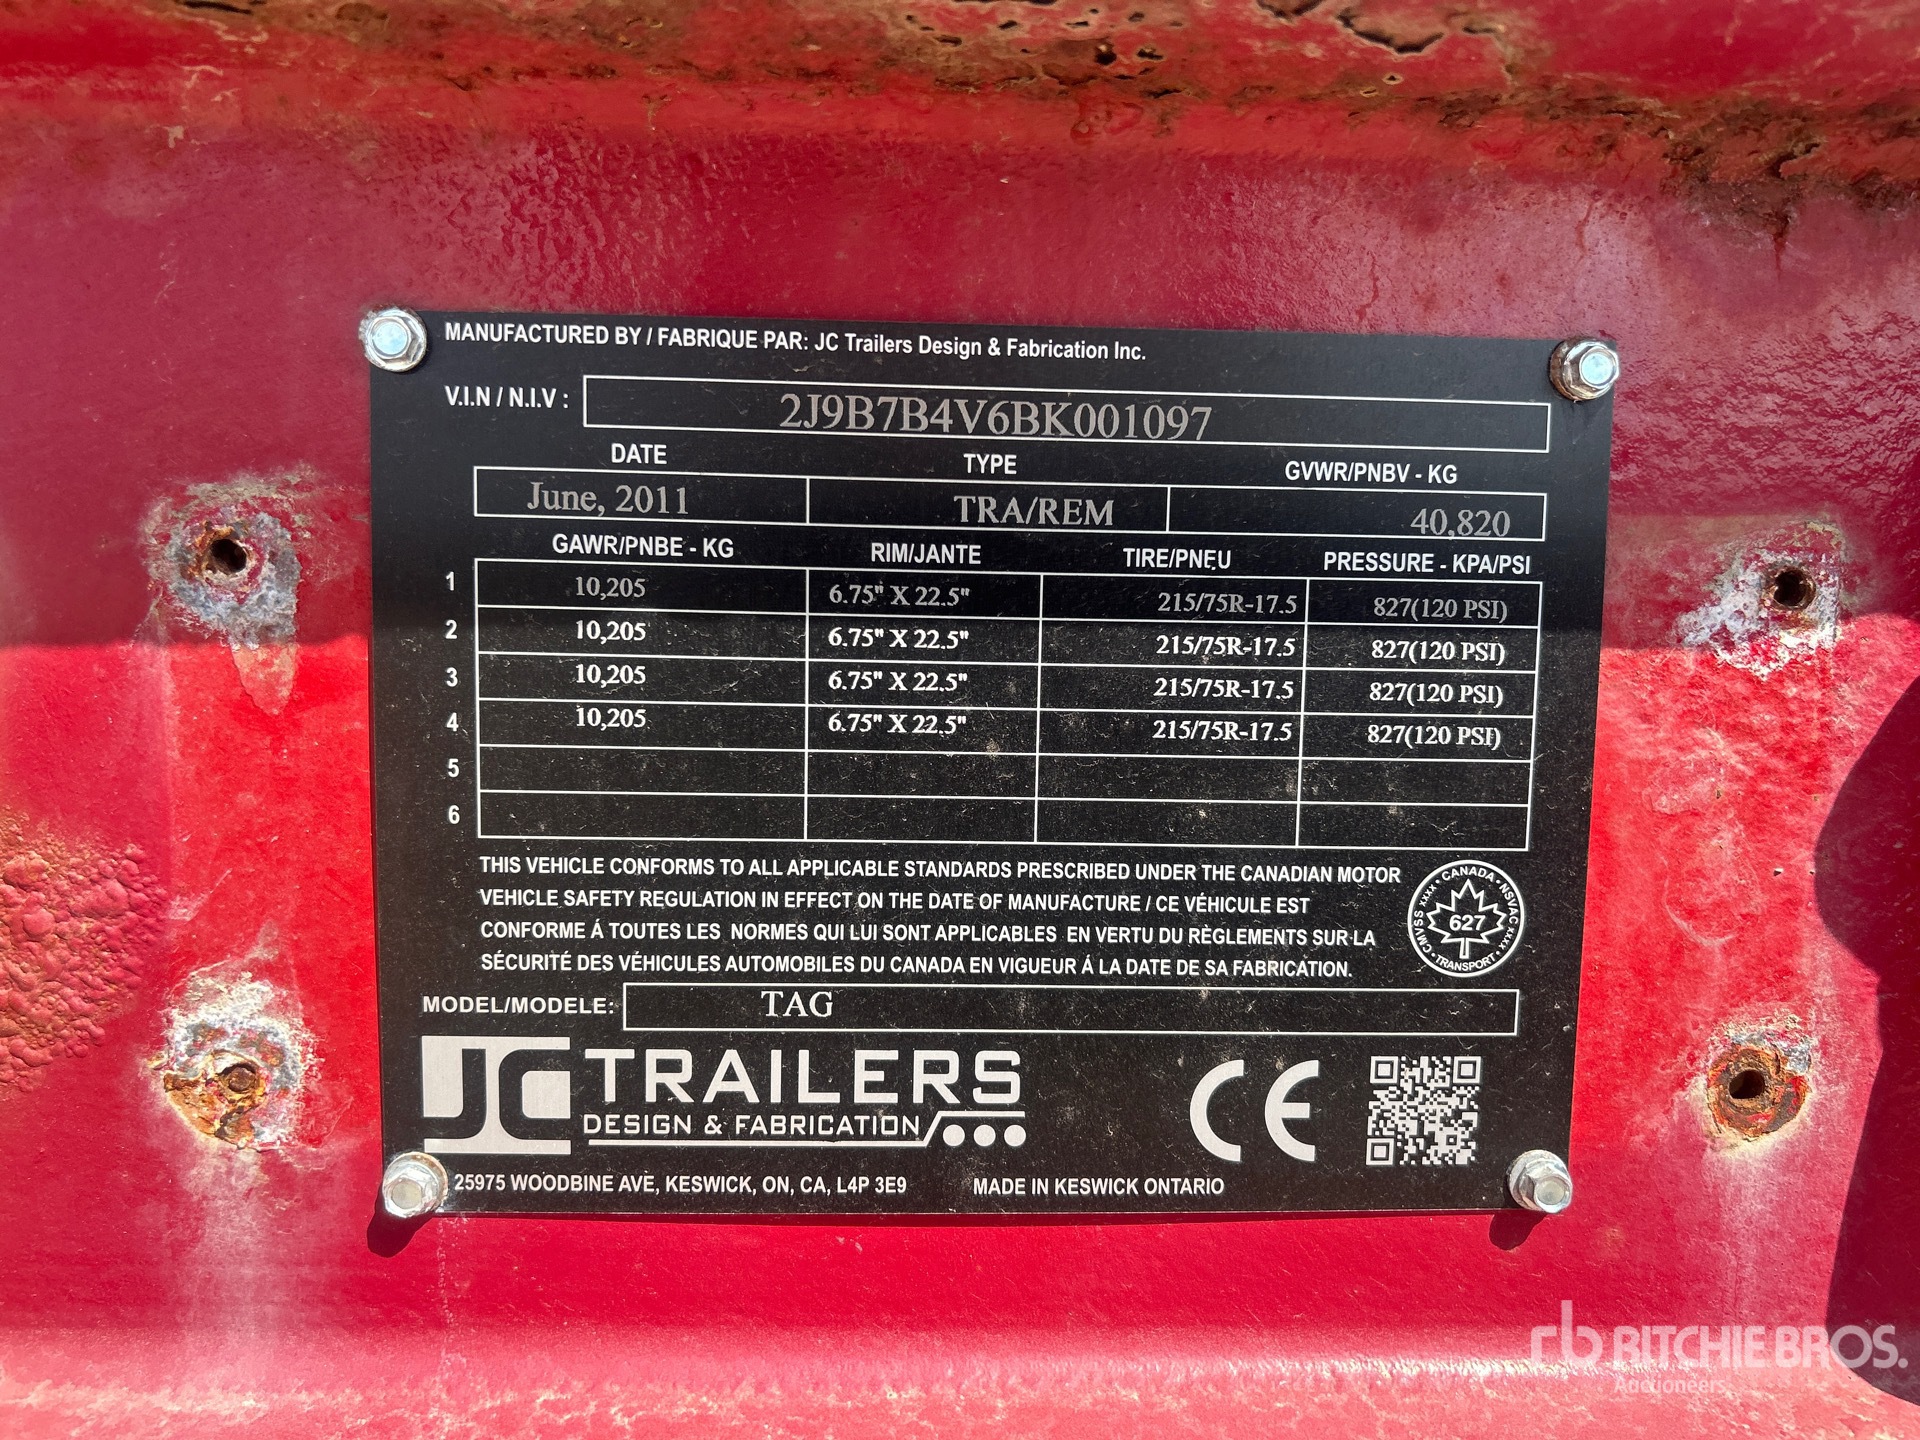 MANUFACTURED BY / FABRIQUE PAR: JC Trailers Design & Fabrication Inc.
V.I.N / N.I.V : 2J9B7B4V6BK001097
DATE TYPE GVWR/PNBV - KG
June, 2011 TRA/REM 40,820
GAWR/PNBE - KG RIM/JANTE TIRE/PNEU PRESSURE - KPA/PSI
1 10,205 6.75" X 22.5" 215/75R-17.5 827(120 PSI)
2 10,205 6.75" X 22.5" 215/75R-17.5 827(120 PSI)
3 10,205 6.75" X 22.5" 215/75R-17.5 827(120 PSI)
4 10,205 6.75" X 22.5" 215/75R-17.5 827(120 PSI)
5
6
THIS VEHICLE CONFORMS TO ALL APPLICABLE STANDARDS PRESCRIBED UNDER THE CANADIAN MOTOR
VEHICLE SAFETY REGULATION IN EFFECT ON THE DATE OF MANUFACTURE / CE VÉHICULE EST
CONFORME Á TOUTES LES NORMES QUI LUI SONT APPLICABLES EN VERTU DU RÈGLEMENTS SUR LA
SÉCURITÉ DES VÉHICULES AUTOMOBILES DU CANADA EN VIGUEUR Á LA DATE DE SA FABRICATION.
CMVSS xxxx • CANADA • NSVAC xxxx • TRANSPORT •
627
MODEL/MODELE: TAG
JC TRAILERS
DESIGN & FABRICATION
CE
25975 WOODBINE AVE, KESWICK, ON, CA, L4P 3E9 MADE IN KESWICK ONTARIO
rb RITCHIE BROS.
Auctioneers